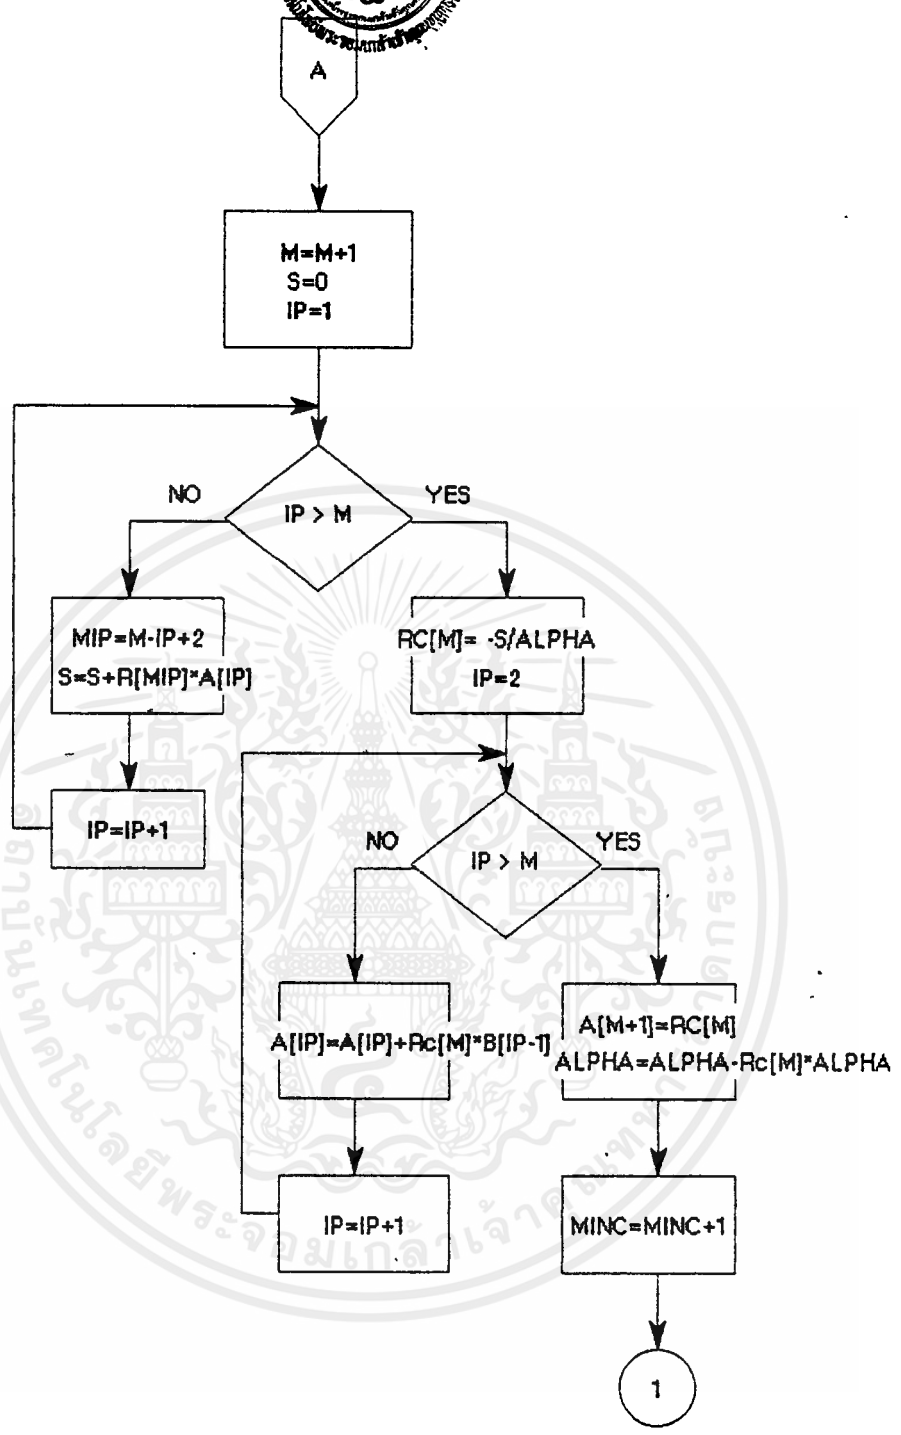 A
M=M+1
S=0
IP=1
NO
YES
IP > M
MIP=M-IP+2
S=S+R[MIP]*A[IP]
RC[M]= -S/ALPHA
IP=2
IP=IP+1
NO
YES
IP > M
A[IP]=A[IP]+Rc[M]*B[IP-1]
A[M+1]=RC[M]
ALPHA=ALPHA-Rc[M]*ALPHA
IP=IP+1
MINC=MINC+1
1